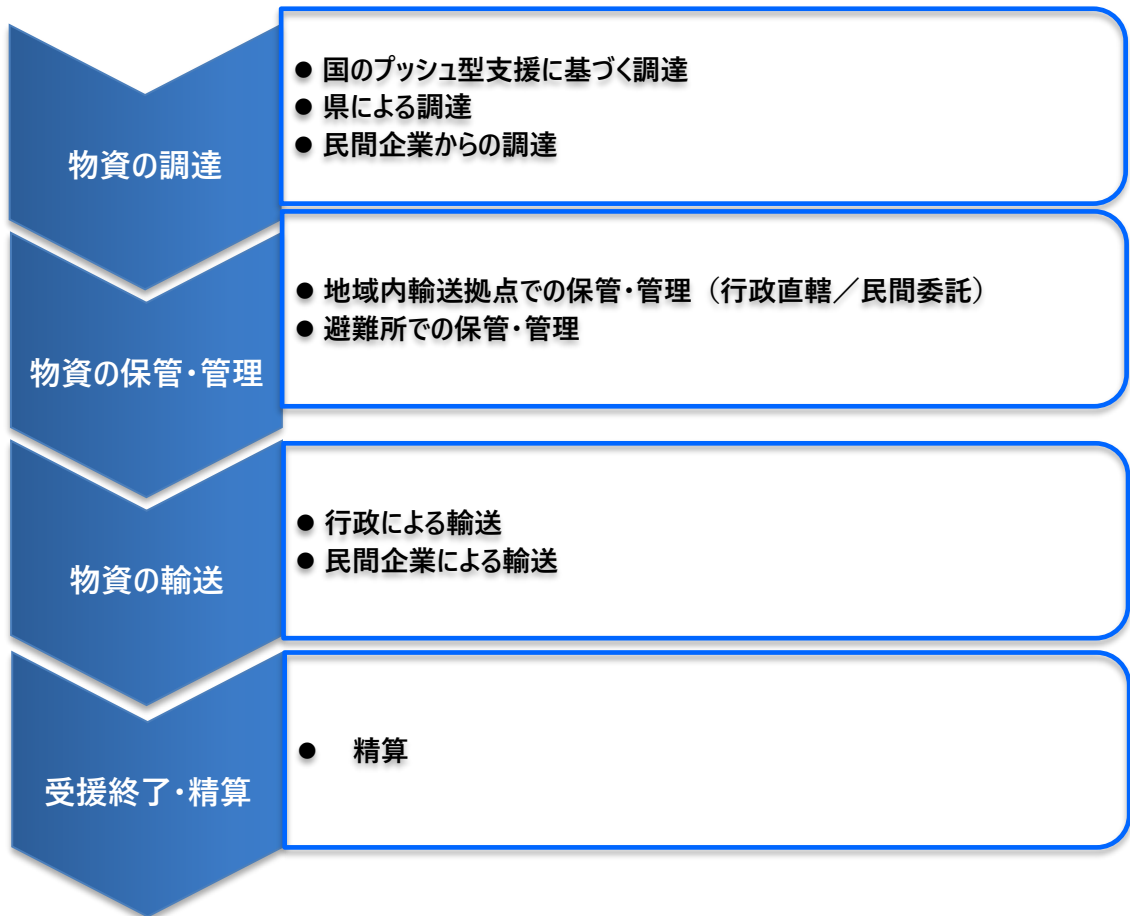 物資の調達
● 国のプッシュ型支援に基づく調達
● 県による調達
● 民間企業からの調達
物資の保管・管理
● 地域内輸送拠点での保管・管理（行政直轄／民間委託）
● 避難所での保管・管理
物資の輸送
● 行政による輸送
● 民間企業による輸送
受援終了・精算
● 精算